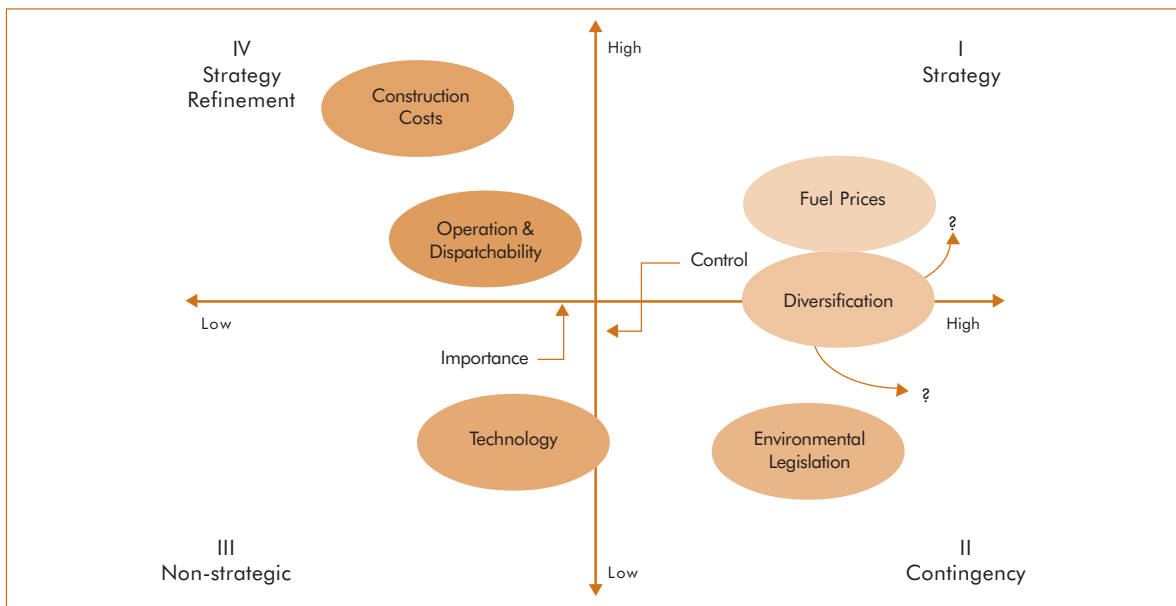 IV
Strategy
Refinement
High
I
Strategy
Construction
Costs
Fuel Prices
Operation &
Dispatchability
?
Control
Diversification
Low
High
Importance
?
Technology
Environmental
Legislation
III
Non-strategic
Low
II
Contingency